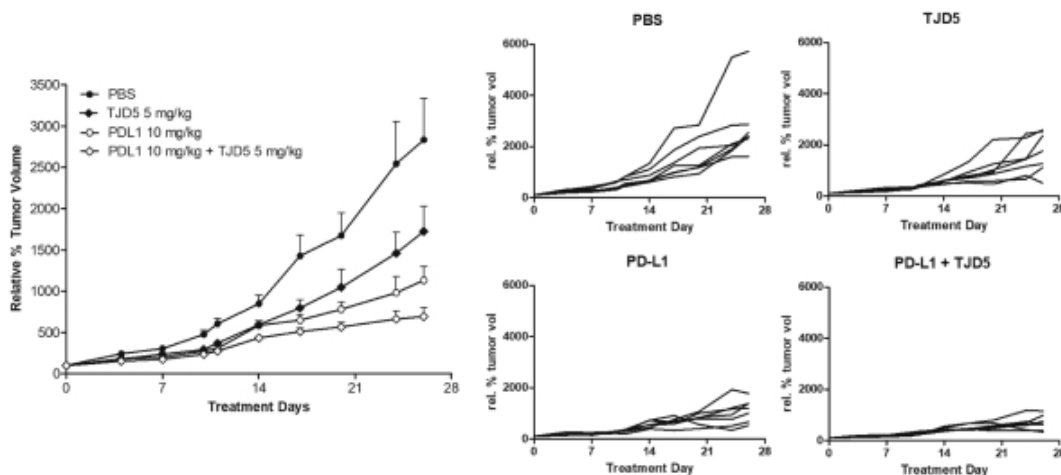 Relative % Tumor Volume
3500
3000
2500
2000
1500
1000
500
0
PBS
TJD5 5 mg/kg
PDL1 10 mg/kg
PDL1 10 mg/kg + TJD5 5 mg/kg
0 7 14 21 28
Treatment Days
PBS
rel. % tumor vol
6000
4000
2000
0
0 7 14 21 28
Treatment Day
TJD5
rel. % tumor vol
6000
4000
2000
0
0 7 14 21 28
Treatment Day
PD-L1
rel. % tumor vol
6000
4000
2000
0
0 7 14 21 28
Treatment Day
PD-L1 + TJD5
rel. % tumor vol
6000
4000
2000
0
0 7 14 21 28
Treatment Day